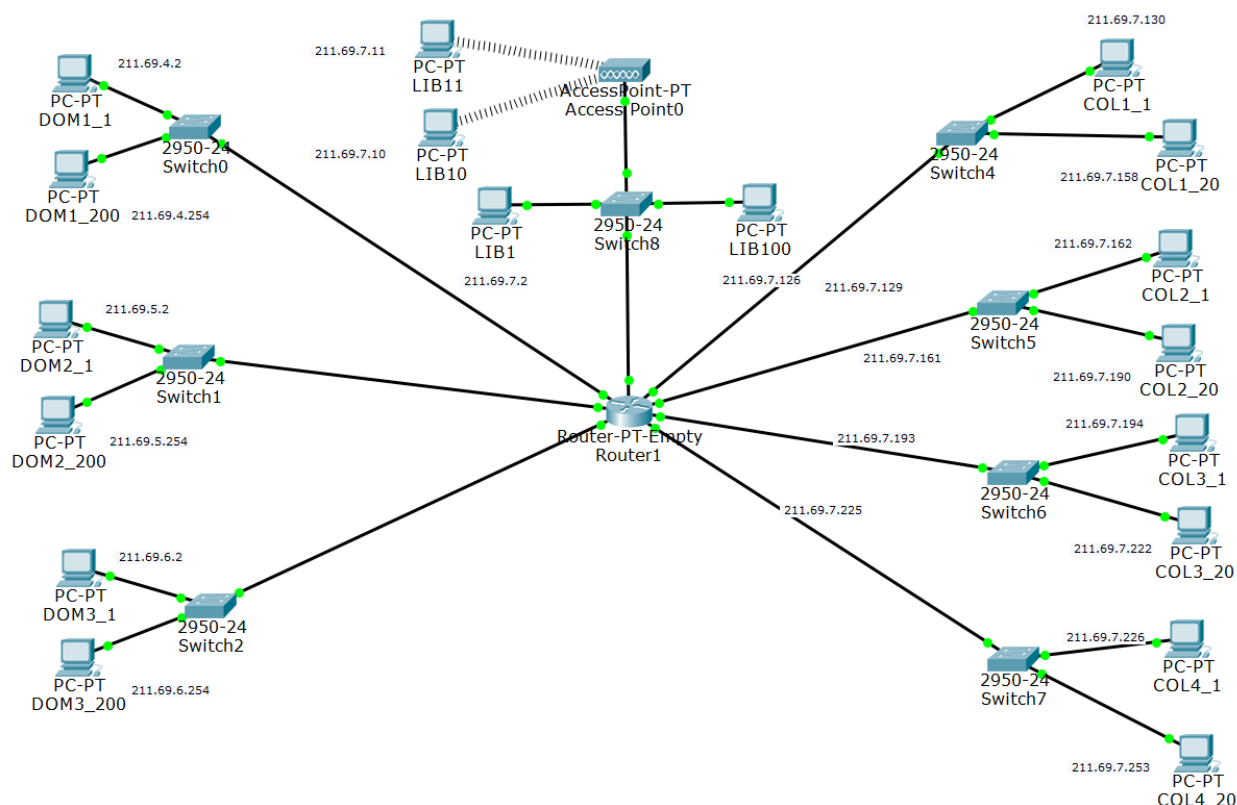 211.69.4.2
PC-PT
DOM1_1
2950-24
Switch0
PC-PT
DOM1_200
211.69.4.254
211.69.7.11
PC-PT
LIB11
AccessPoint-PT
Access Point0
211.69.7.10
PC-PT
LIB10
PC-PT
LIB1
2950-24
Switch8
PC-PT
LIB100
211.69.7.2
211.69.7.126
211.69.7.130
PC-PT
COL1_1
2950-24
Switch4
211.69.7.158
PC-PT
COL1_20
211.69.7.129
211.69.7.162
PC-PT
COL2_1
2950-24
Switch5
211.69.7.161
211.69.7.190
PC-PT
COL2_20
211.69.5.2
PC-PT
DOM2_1
2950-24
Switch1
PC-PT
DOM2_200
211.69.5.254
Router-PT-Empty
Router1
211.69.7.193
211.69.7.194
PC-PT
COL3_1
2950-24
Switch6
211.69.7.222
PC-PT
COL3_20
211.69.7.225
211.69.6.2
PC-PT
DOM3_1
2950-24
Switch2
PC-PT
DOM3_200
211.69.6.254
211.69.7.226
PC-PT
COL4_1
2950-24
Switch7
211.69.7.253
PC-PT
COL4_20